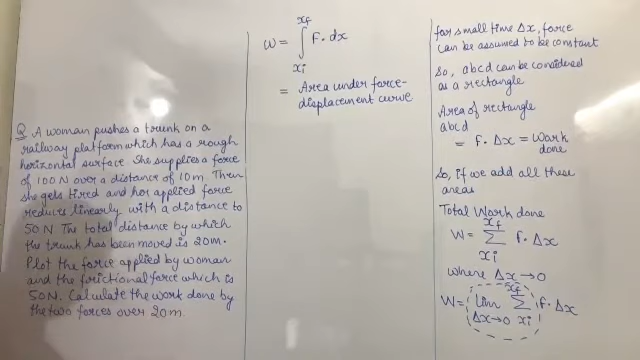 Q A woman pushes a trunk on a
railway platform which has a rough
horizontal surface. She supplies a force
of 100N over a distance of 10m. Then
she gets tired and her applied force
reduces linearly with a distance to
50N The total distance by which
the trunk has been moved is 20m.
Plot the force applied by woman
and the frictional force which is
50N. Calculate the work done by
the two forces over 20m.
W = ∫ F. dx
xf
xi
= Area under force-
displacement curve
for small time Δx, force
can be assumed to be constant
So, abcd can be considered
as a rectangle
Area of rectangle
abcd
= F. Δx = Work
done
So, if we add all these
areas
Total Work done
xf
W = Σ F. Δx
xi
where Δx→0
xf
W = lim Σ F. Δx
Δx→0 xi